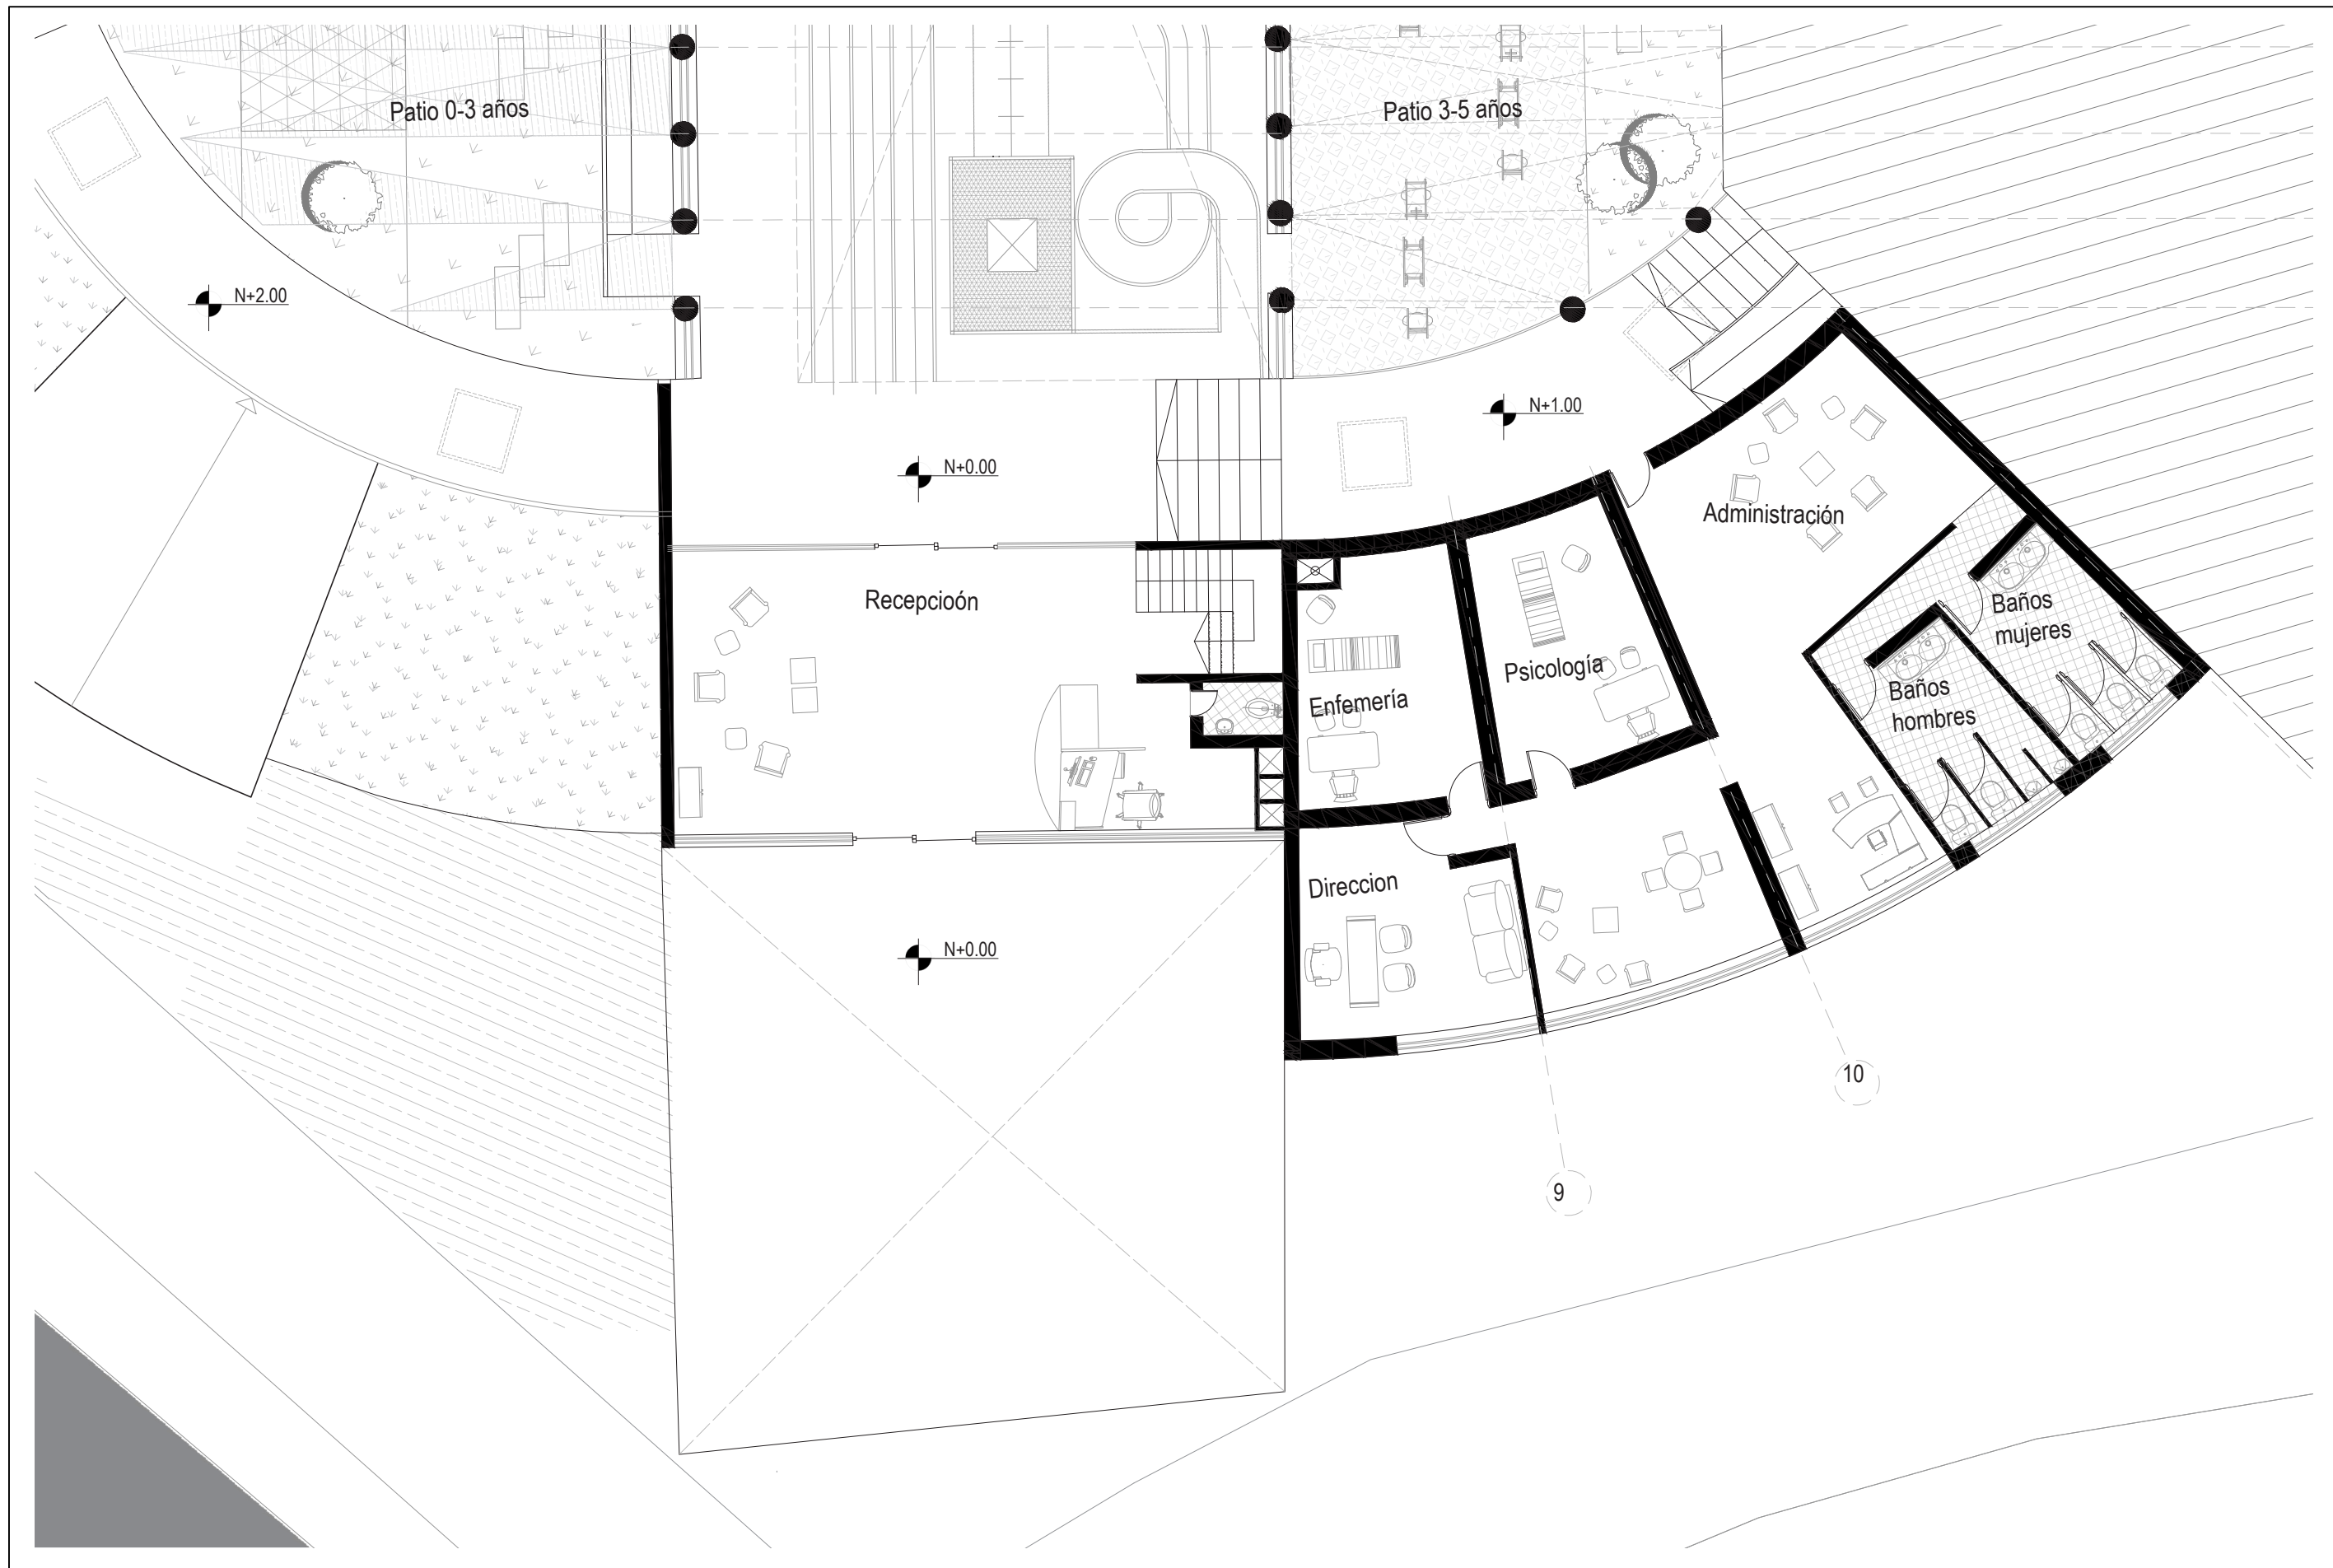 Patio 0-3 años
Patio 3-5 años
N+2.00
N+1.00
N+0.00
Administración
Recepcioón
Baños
mujeres
Psicología
Enfemería
Baños
hombres
Direccion
N+0.00
10
9